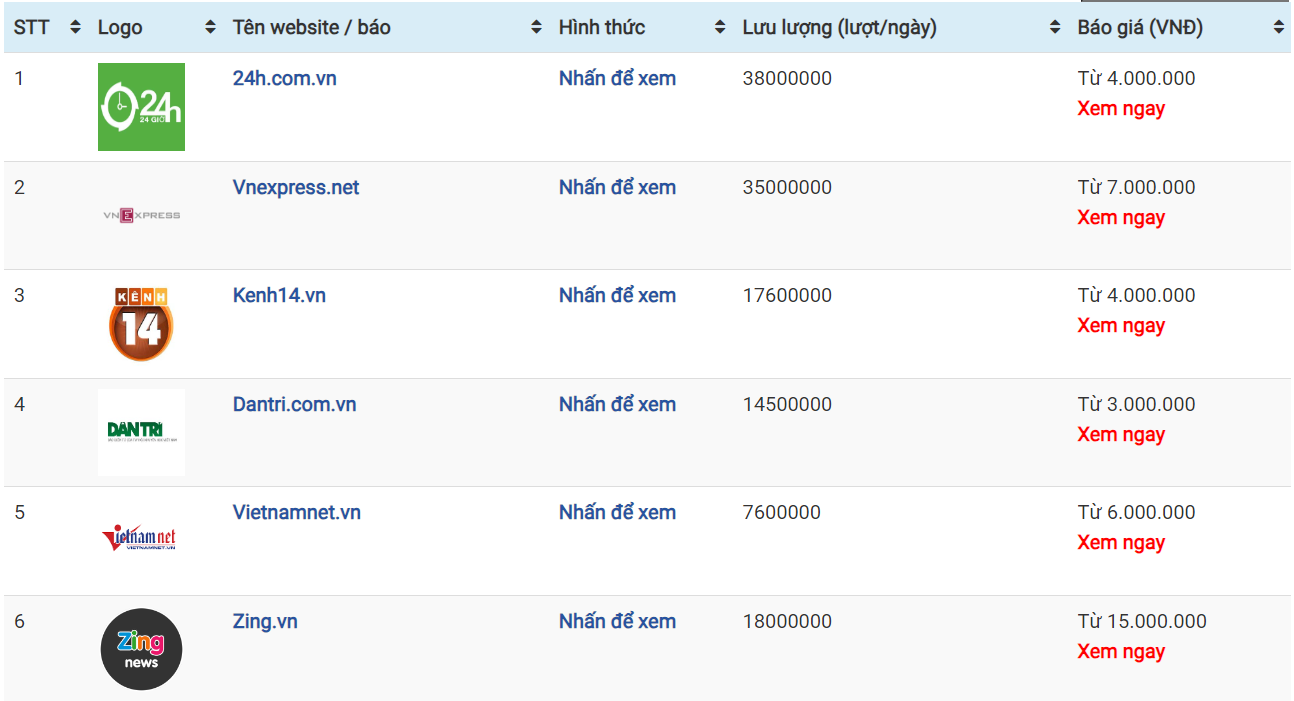 STT Logo Tên website / báo Hình thức Lưu lượng (lượt/ngày) Báo giá (VNĐ)
1 24h 24 GIỜ 24h.com.vn Nhấn để xem 38000000 Từ 4.000.000
Xem ngay
2 Vnexpress.net Nhấn để xem 35000000 Từ 7.000.000
VNEXPRESS Xem ngay
3 KÊNH 14 Kenh14.vn Nhấn để xem 17600000 Từ 4.000.000
Xem ngay
4 Dantri.com.vn Nhấn để xem 14500000 Từ 3.000.000
DÂN TRÍ Xem ngay
5 Vietnamnet.vn Nhấn để xem 7600000 Từ 6.000.000
Vietnamnet Xem ngay
VIETNAMNET.VN
6 Zing.vn Nhấn để xem 18000000 Từ 15.000.000
Zing Xem ngay
news